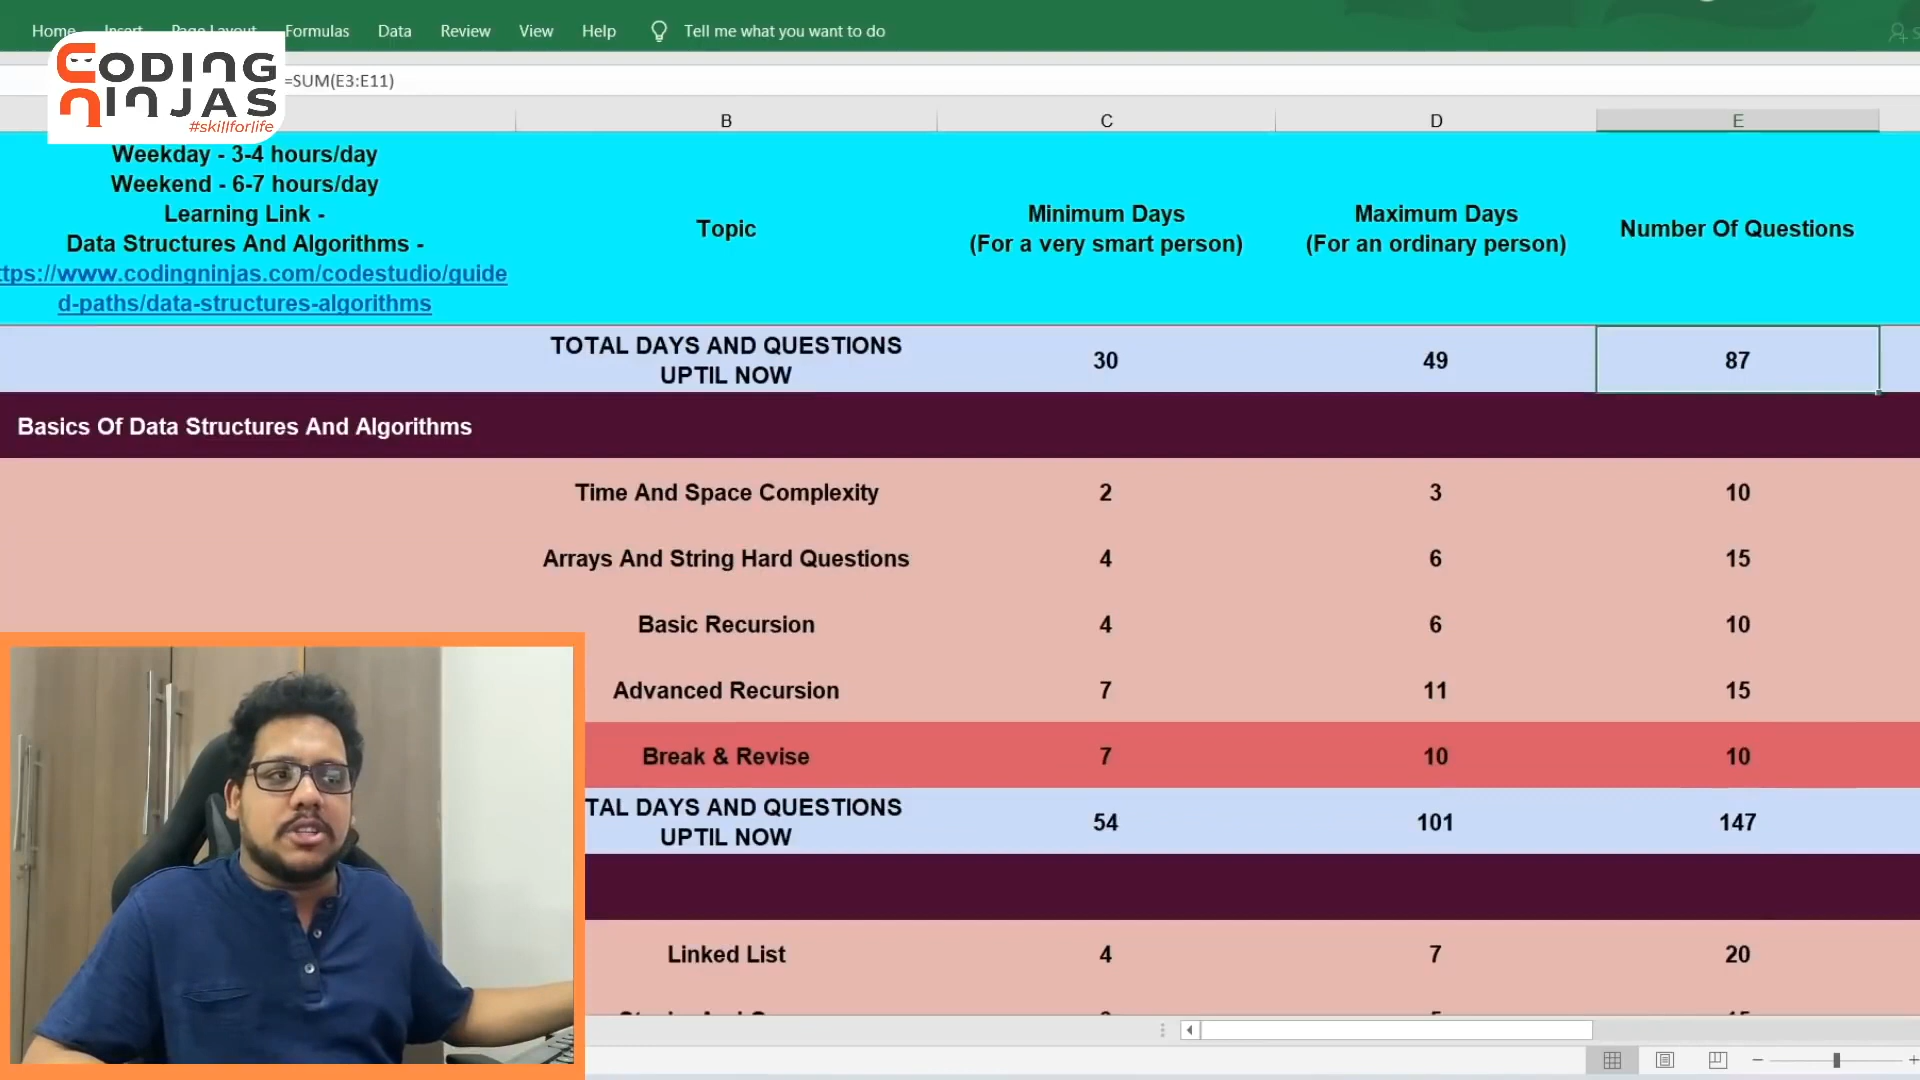 Home Insert Page Layout Formulas Data Review View Help Tell me what you want to do
CODING
NINJAS
#skillforlife
=SUM(E3:E11)
B C D E
Weekday - 3-4 hours/day
Weekend - 6-7 hours/day
Learning Link -
Data Structures And Algorithms -
ttps://www.codingninjas.com/codestudio/guide
d-paths/data-structures-algorithms
Topic
Minimum Days
(For a very smart person)
Maximum Days
(For an ordinary person)
Number Of Questions
TOTAL DAYS AND QUESTIONS
UPTIL NOW
30 49 87
Basics Of Data Structures And Algorithms
Time And Space Complexity 2 3 10
Arrays And String Hard Questions 4 6 15
Basic Recursion 4 6 10
Advanced Recursion 7 11 15
Break & Revise 7 10 10
TAL DAYS AND QUESTIONS
UPTIL NOW
54 101 147
Linked List 4 7 20